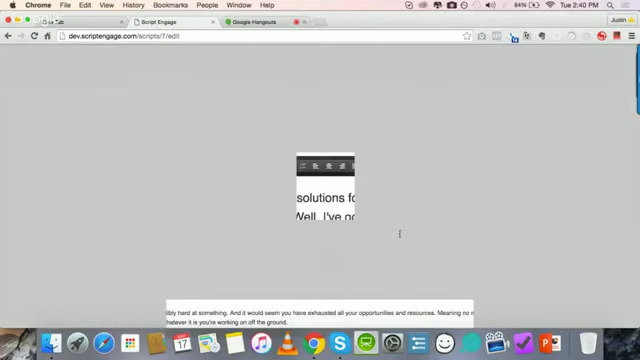 Chrome File Edit View History Bookmarks People Window Help
84% Tue 2:40 PM
Tab
Script Engage
Google Hangouts
Justin
dev.scriptengage.com/scripts/7/edit
solutions fo
Well, I've go
ibly hard at something. And it would seem you have exhausted all your opportunities and resources. Meaning no n
hatever it is you're working on off the ground.
17